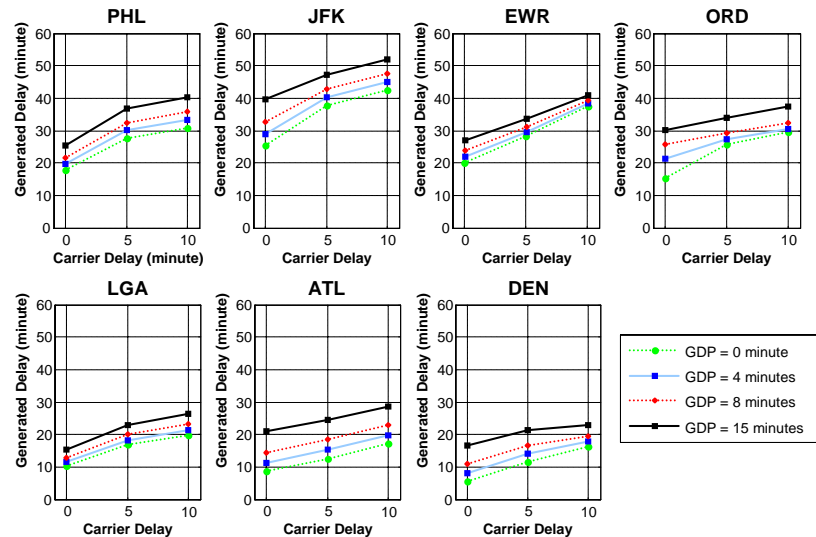 PHL
JFK
EWR
ORD
Generated Delay (minute)
60
50
40
30
20
10
0
0 5 10
Carrier Delay (minute)
Generated Delay (minute)
60
50
40
30
20
10
0
0 5 10
Carrier Delay
Generated Delay (minute)
60
50
40
30
20
10
0
0 5 10
Carrier Delay
Generated Delay (minute)
60
50
40
30
20
10
0
0 5 10
Carrier Delay
LGA
ATL
DEN
Generated Delay (minute)
60
50
40
30
20
10
0
0 5 10
Carrier Delay
Generated Delay (minute)
60
50
40
30
20
10
0
0 5 10
Carrier Delay
Generated Delay (minute)
60
50
40
30
20
10
0
0 5 10
Carrier Delay
GDP = 0 minute
GDP = 4 minutes
GDP = 8 minutes
GDP = 15 minutes